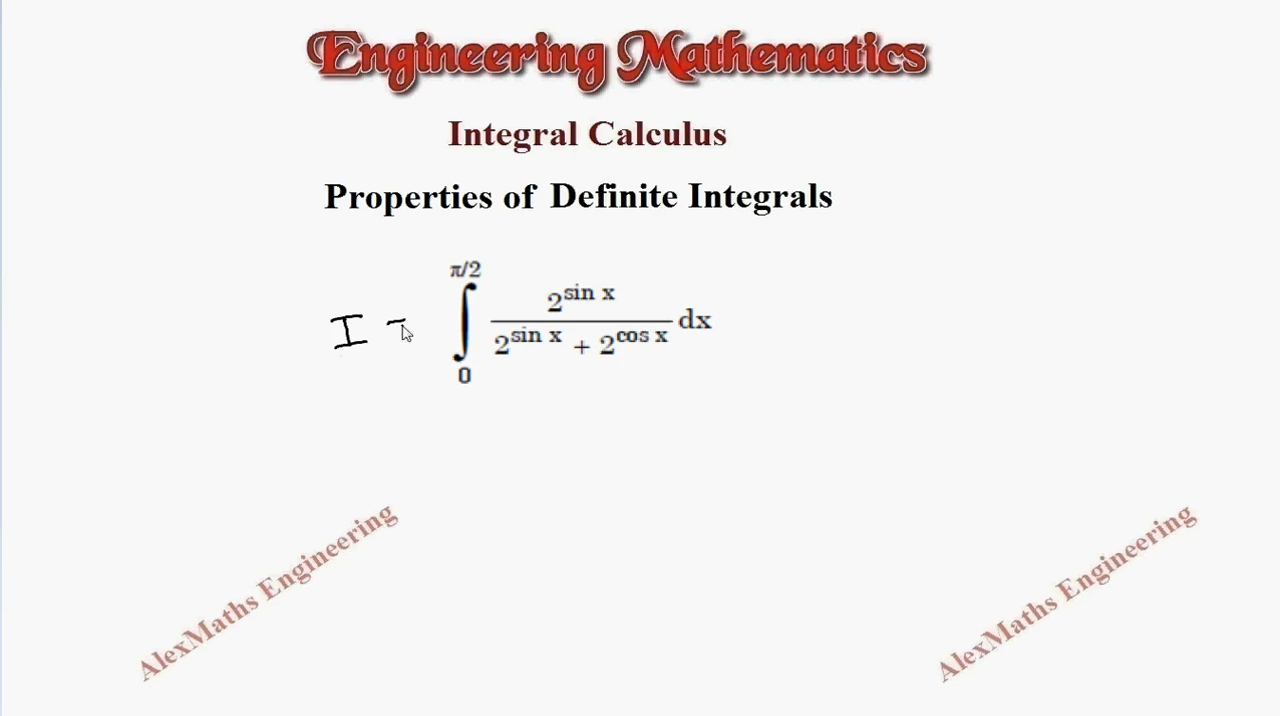 Engineering Mathematics
Integral Calculus
Properties of Definite Integrals
I = ∫₀^{π/2} 2^{sin x} / (2^{sin x} + 2^{cos x}) dx
AlexMaths Engineering
AlexMaths Engineering